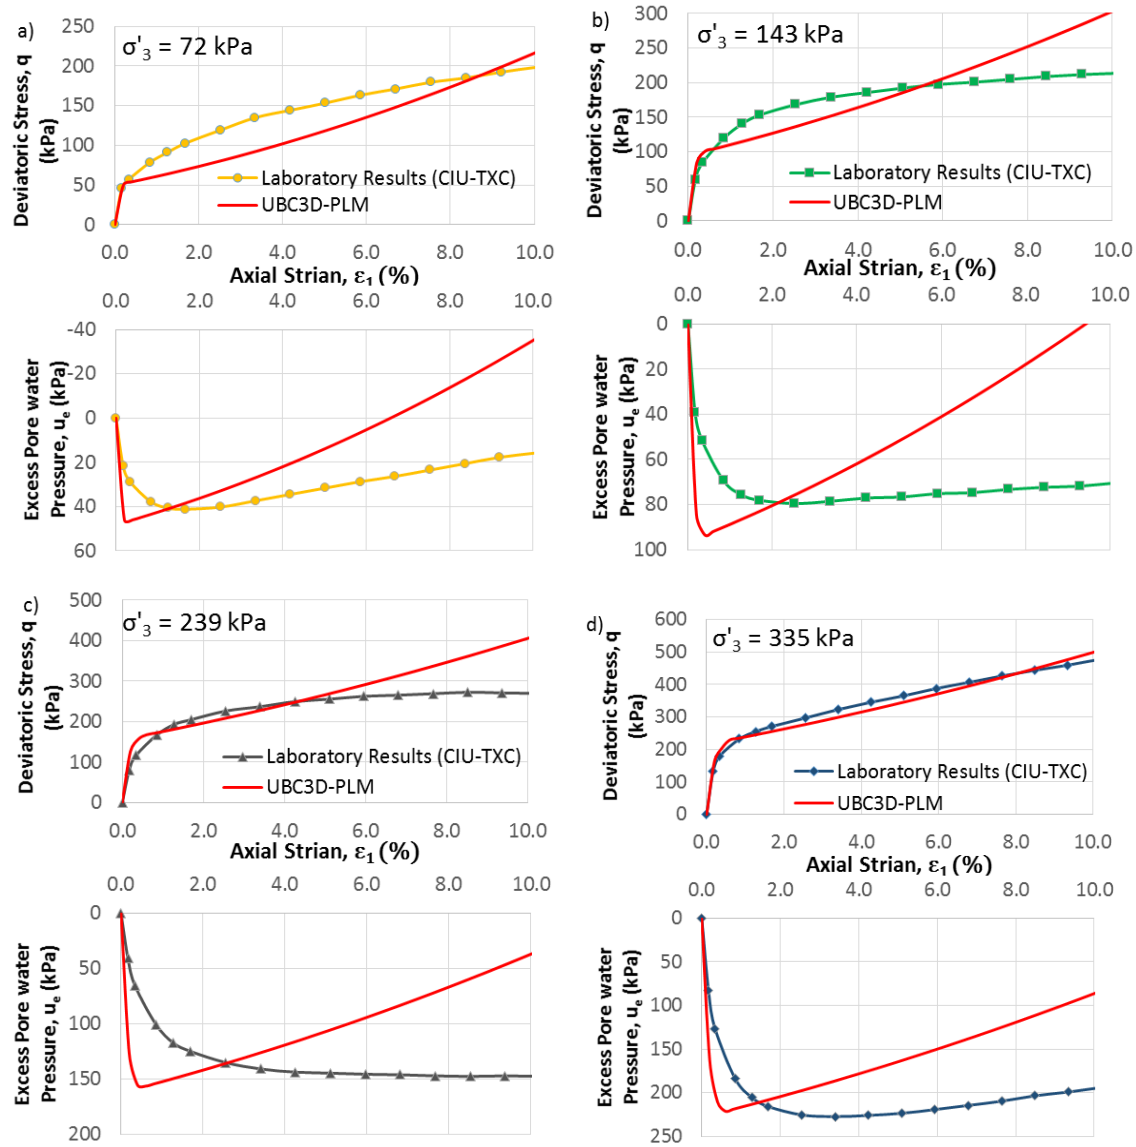 a)
σ'3 = 72 kPa
Deviatoric Stress, q
(kPa)
250
200
150
100
50
0
Laboratory Results (CIU-TXC)
UBC3D-PLM
0.0 2.0 4.0 6.0 8.0 10.0
Axial Strian, ε1 (%)
0.0 2.0 4.0 6.0 8.0 10.0
Excess Pore water
Pressure, ue (kPa)
-40
-20
0
20
40
60
b)
σ'3 = 143 kPa
Deviatoric Stress, q
(kPa)
300
250
200
150
100
50
0
Laboratory Results (CIU-TXC)
UBC3D-PLM
0.0 2.0 4.0 6.0 8.0 10.0
Axial Strian, ε1 (%)
0.0 2.0 4.0 6.0 8.0 10.0
Excess Pore water
Pressure, ue (kPa)
0
20
40
60
80
100
c)
σ'3 = 239 kPa
Deviatoric Stress, q
(kPa)
500
400
300
200
100
0
Laboratory Results (CIU-TXC)
UBC3D-PLM
0.0 2.0 4.0 6.0 8.0 10.0
Axial Strian, ε1 (%)
0.0 2.0 4.0 6.0 8.0 10.0
Excess Pore water
Pressure, ue (kPa)
0
50
100
150
200
d)
σ'3 = 335 kPa
Deviatoric Stress, q
(kPa)
600
500
400
300
200
100
0
Laboratory Results (CIU-TXC)
UBC3D-PLM
0.0 2.0 4.0 6.0 8.0 10.0
Axial Strian, ε1 (%)
0.0 2.0 4.0 6.0 8.0 10.0
Excess Pore water
Pressure, ue (kPa)
0
50
100
150
200
250